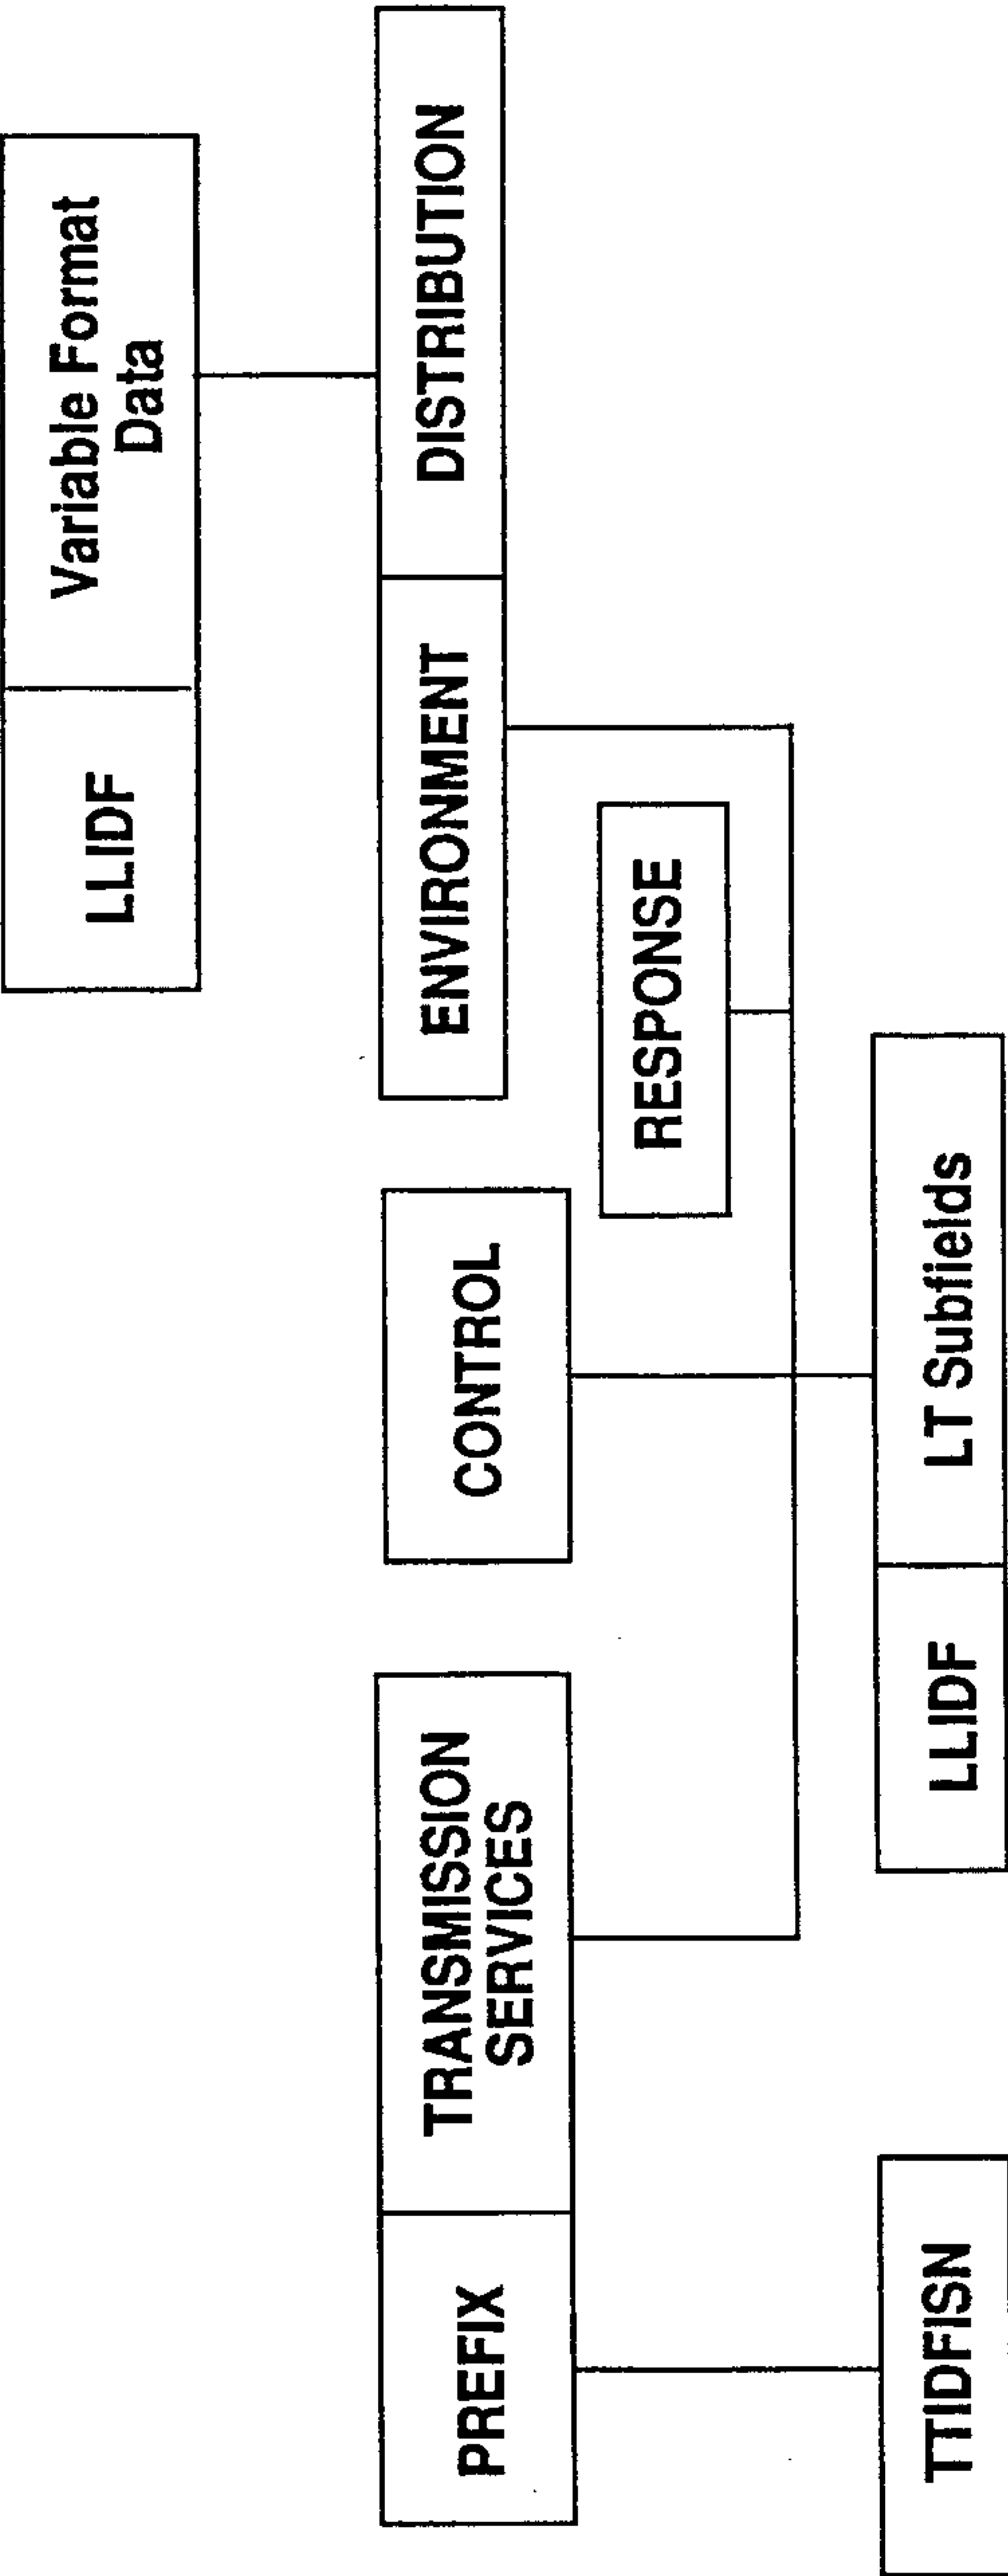 LLIDF
Variable Format
Data
PREFIX
TRANSMISSION
SERVICES
CONTROL
ENVIRONMENT
DISTRIBUTION
RESPONSE
TTIDFISN
LLIDF
LT Subfields